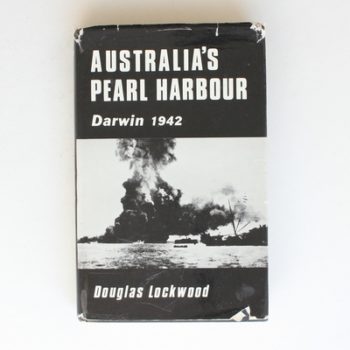 AUSTRALIA'S
PEARL HARBOUR
Darwin 1942
Douglas Lockwood